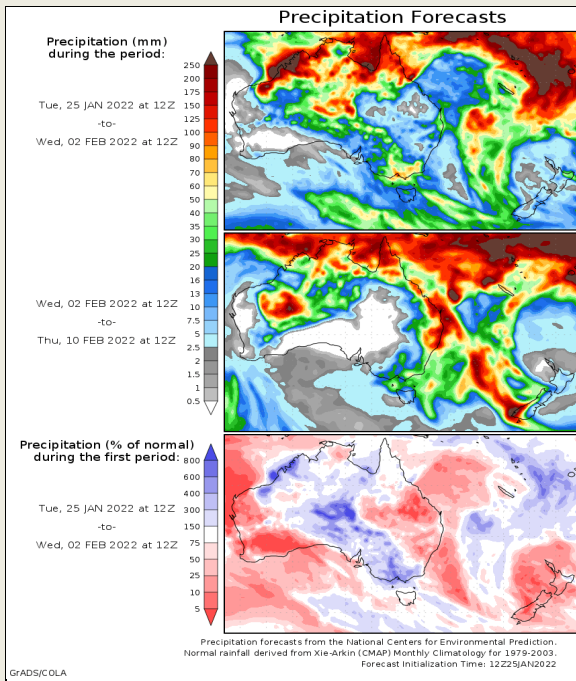 Precipitation Forecasts
Precipitation (mm)
during the period:
Tue, 25 JAN 2022 at 12Z
-to-
Wed, 02 FEB 2022 at 12Z
250
200
175
150
125
100
90
80
70
60
50
40
35
30
25
20
16
13
10
7.5
5
2.5
2
1.5
1
0.5
Wed, 02 FEB 2022 at 12Z
-to-
Thu, 10 FEB 2022 at 12Z
Precipitation (% of normal)
during the first period:
Tue, 25 JAN 2022 at 12Z
-to-
Wed, 02 FEB 2022 at 12Z
800
600
400
300
150
75
50
25
10
5
Precipitation forecasts from the National Centers for Environmental Prediction.
Normal rainfall derived from Xie-Arkin (CMAP) Monthly Climatology for 1979-2003.
Forecast Initialization Time: 12Z25JAN2022
GrADS/COLA